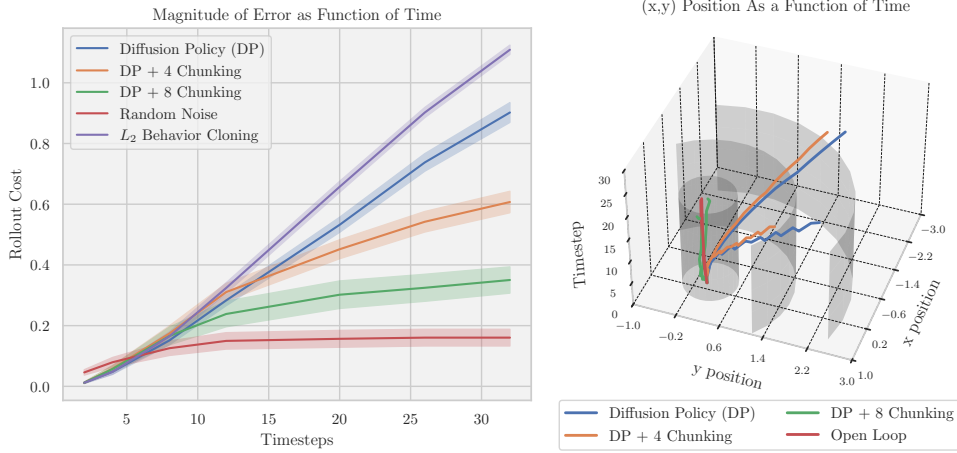 Magnitude of Error as Function of Time
Rollout Cost
1.0
0.8
0.6
0.4
0.2
0.0
5
10
15
20
25
30
Timesteps
Diffusion Policy (DP)
DP + 4 Chunking
DP + 8 Chunking
Random Noise
L₂ Behavior Cloning
(x,y) Position As a Function of Time
Timestep
30
25
20
15
10
5
0
−1.0
−0.2
0.6
1.4
2.2
3.0
y position
−3.0
−2.2
−1.4
−0.6
0.2
1.0
x position
Diffusion Policy (DP)
DP + 4 Chunking
DP + 8 Chunking
Open Loop